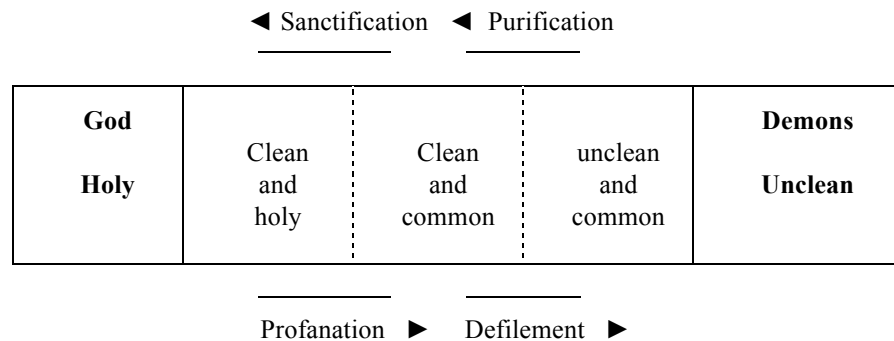 ◄ Sanctification ◄ Purification
God
Holy
Clean
and
holy
Clean
and
common
unclean
and
common
Demons
Unclean
Profanation ► Defilement ►